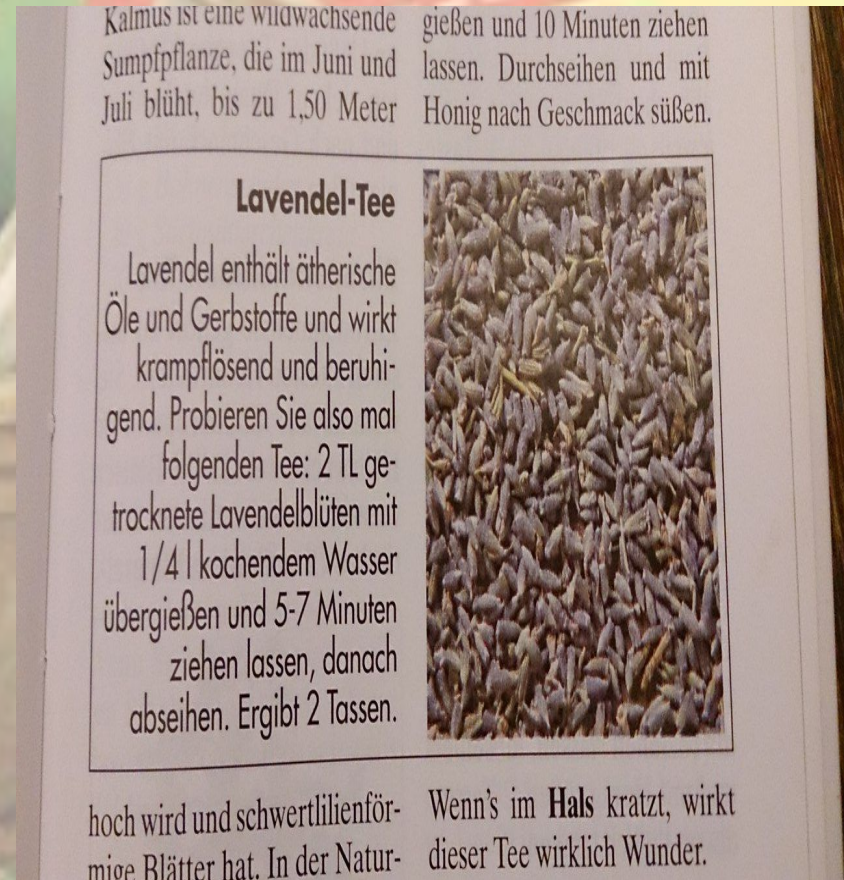 Kalmus ist eine wildwachsende
Sumpfpflanze, die im Juni und
Juli blüht, bis zu 1,50 Meter
gießen und 10 Minuten ziehen
lassen. Durchseihen und mit
Honig nach Geschmack süßen.
Lavendel-Tee
Lavendel enthält ätherische
Öle und Gerbstoffe und wirkt
krampflösend und beruhi-
gend. Probieren Sie also mal
folgenden Tee: 2 TL ge-
trocknete Lavendelblüten mit
1/4 l kochendem Wasser
übergießen und 5-7 Minuten
ziehen lassen, danach
abseihen. Ergibt 2 Tassen.
hoch wird und schwertlilienför-
mige Blätter hat. In der Natur-
Wenn's im Hals kratzt, wirkt
dieser Tee wirklich Wunder.